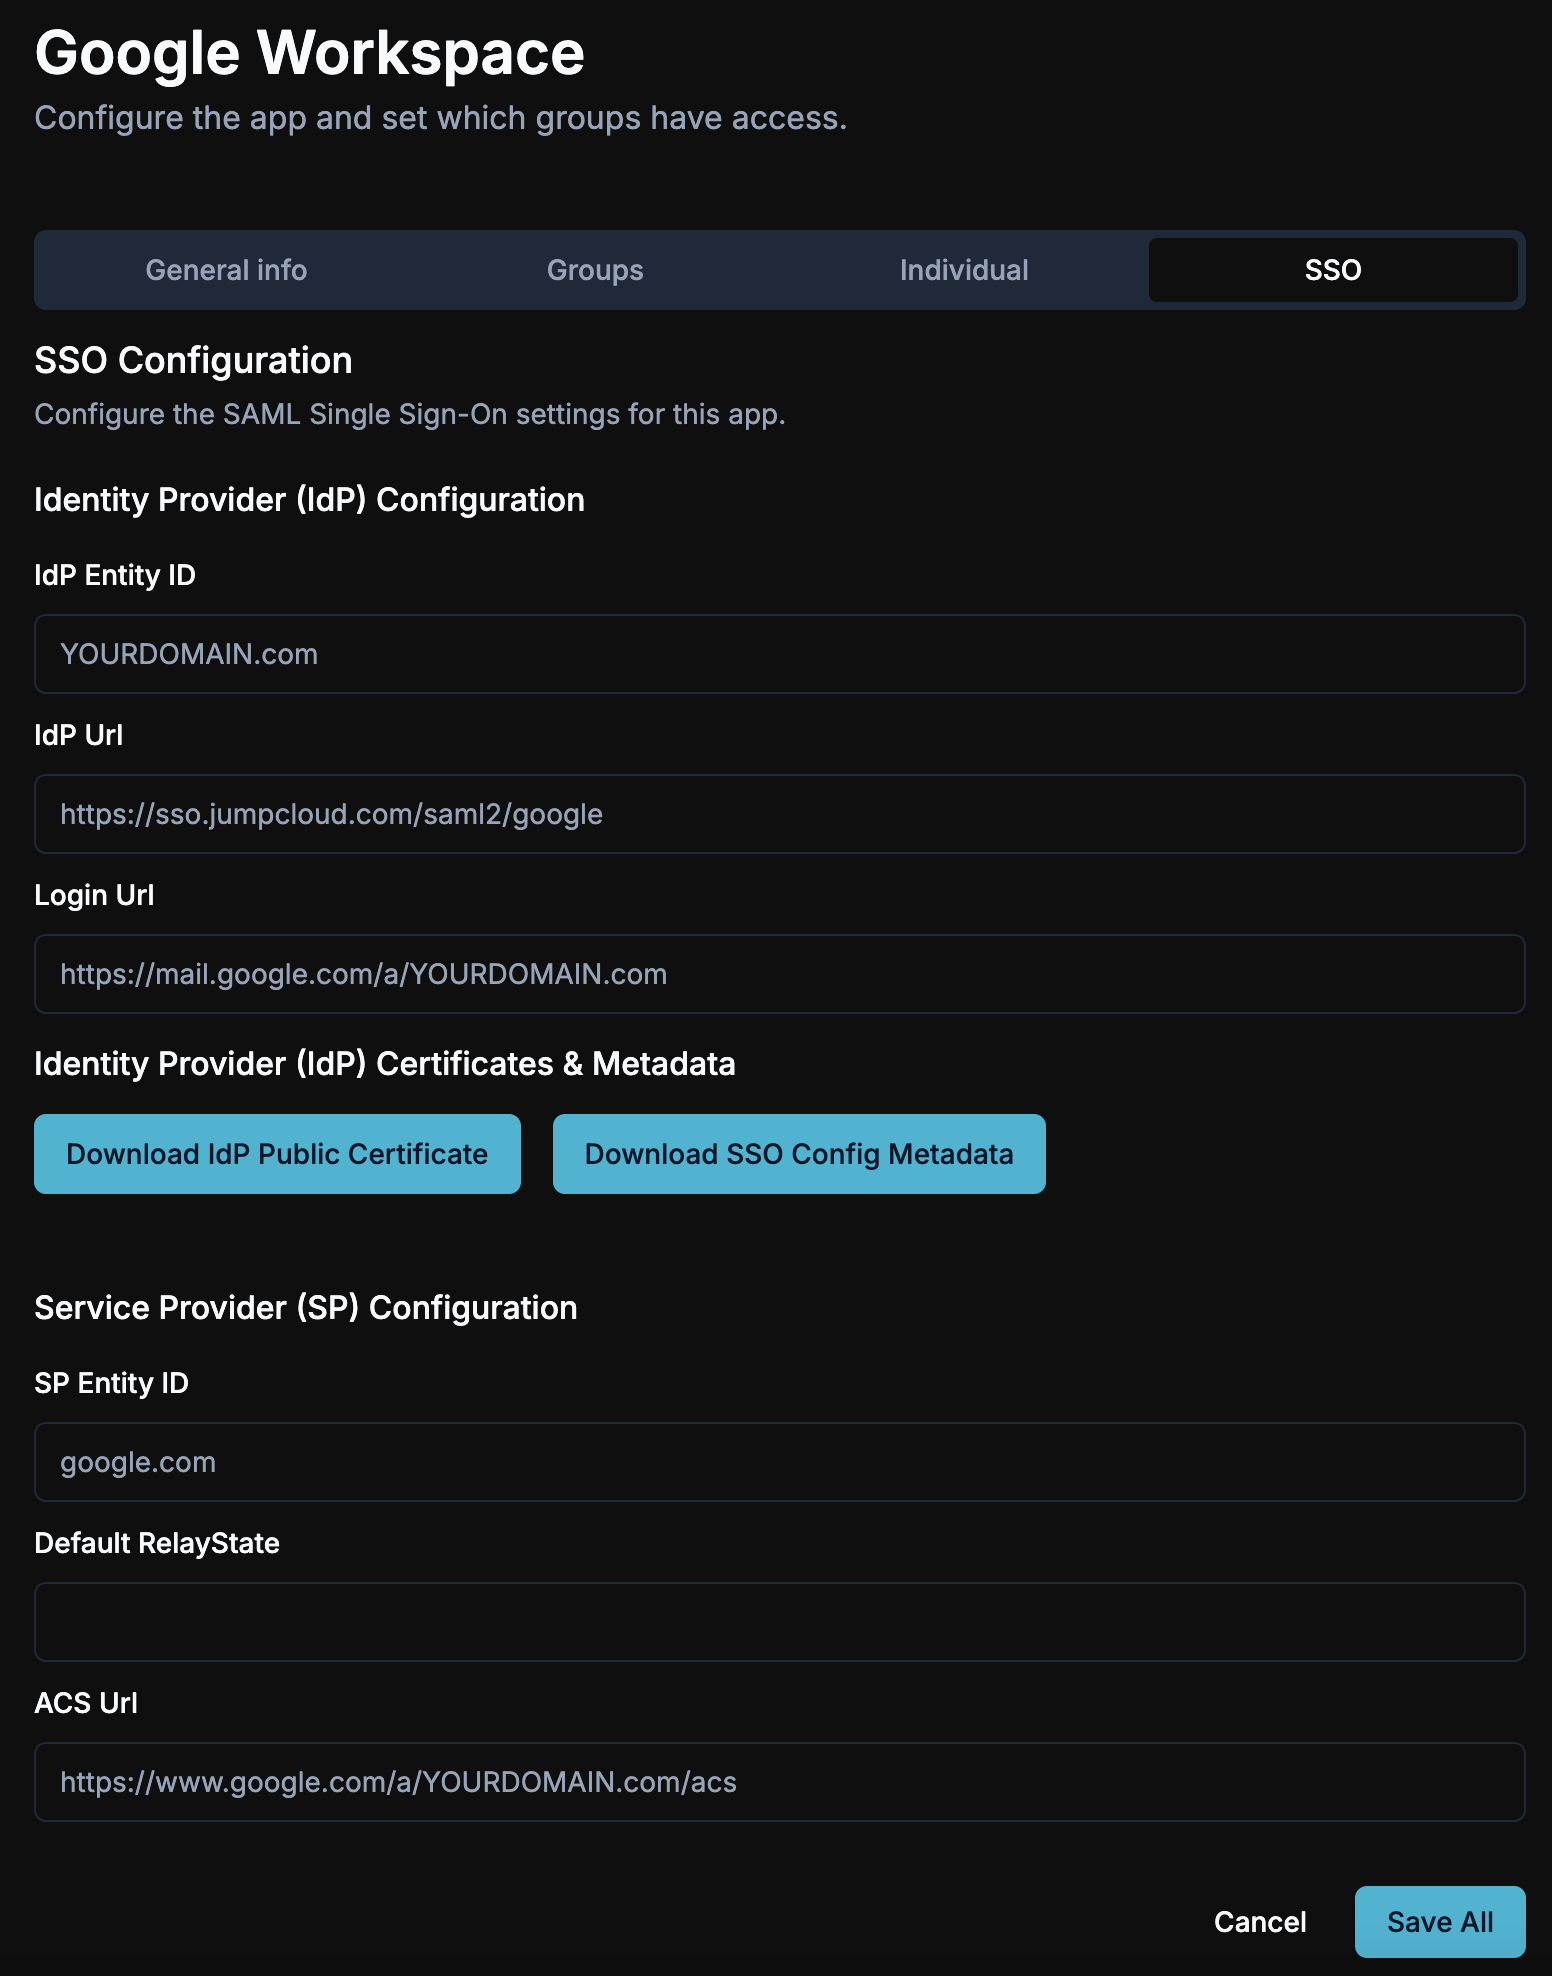 Google Workspace
Configure the app and set which groups have access.
General info
Groups
Individual
SSO
SSO Configuration
Configure the SAML Single Sign-On settings for this app.
Identity Provider (IdP) Configuration
IdP Entity ID
YOURDOMAIN.com
IdP Url
https://sso.jumpcloud.com/saml2/google
Login Url
https://mail.google.com/a/YOURDOMAIN.com
Identity Provider (IdP) Certificates & Metadata
Download IdP Public Certificate
Download SSO Config Metadata
Service Provider (SP) Configuration
SP Entity ID
google.com
Default RelayState
ACS Url
https://www.google.com/a/YOURDOMAIN.com/acs
Cancel
Save All